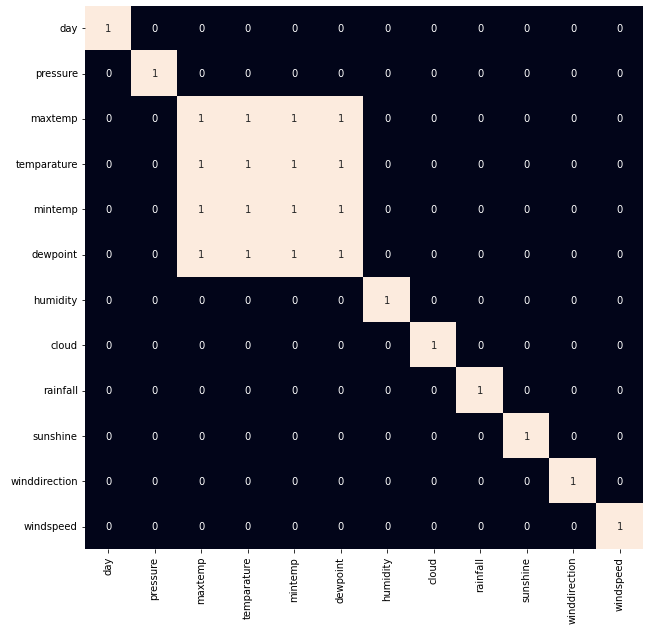 day 1 0 0 0 0 0 0 0 0 0 0 0
pressure 0 1 0 0 0 0 0 0 0 0 0 0
maxtemp 0 0 1 1 1 1 0 0 0 0 0 0
temparature 0 0 1 1 1 1 0 0 0 0 0 0
mintemp 0 0 1 1 1 1 0 0 0 0 0 0
dewpoint 0 0 1 1 1 1 0 0 0 0 0 0
humidity 0 0 0 0 0 0 1 0 0 0 0 0
cloud 0 0 0 0 0 0 0 1 0 0 0 0
rainfall 0 0 0 0 0 0 0 0 1 0 0 0
sunshine 0 0 0 0 0 0 0 0 0 1 0 0
winddirection 0 0 0 0 0 0 0 0 0 0 1 0
windspeed 0 0 0 0 0 0 0 0 0 0 0 1
day pressure maxtemp temparature mintemp dewpoint humidity cloud rainfall sunshine winddirection windspeed